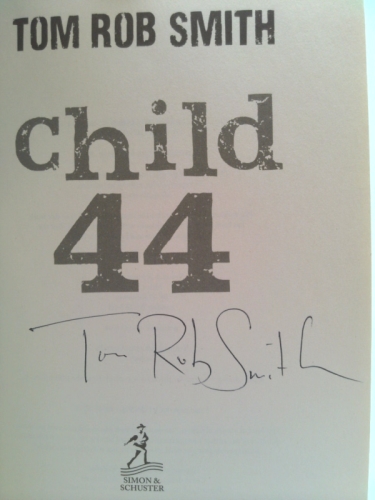 TOM ROB SMITH
Child
44
Tom Rob Smith
SIMON &
SCHUSTER